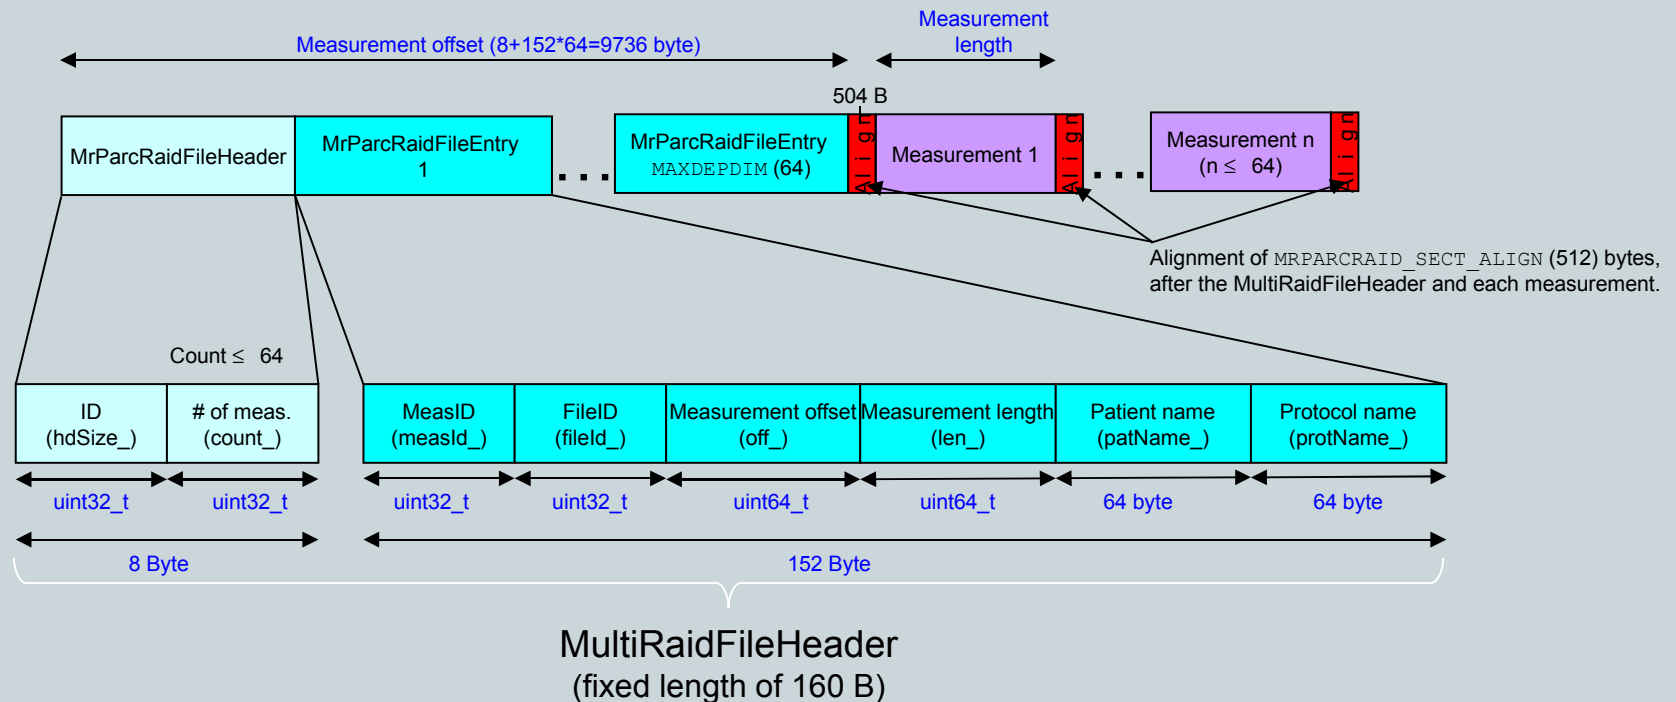 Measurement offset (8+152*64=9736 byte)
Measurement
length
504 B
MrParcRaidFileHeader
MrParcRaidFileEntry
1
...
MrParcRaidFileEntry
MAXDEPDIM (64)
Align
Measurement 1
Align
...
Measurement n
(n ≤ 64)
Align
Alignment of MRPARCRAID_SECT_ALIGN (512) bytes,
after the MultiRaidFileHeader and each measurement.
Count ≤ 64
ID
(hdSize_)
# of meas.
(count_)
MeasID
(measId_)
FileID
(fileId_)
Measurement offset
(off_)
Measurement length
(len_)
Patient name
(patName_)
Protocol name
(protName_)
uint32_t
uint32_t
uint32_t
uint32_t
uint64_t
uint64_t
64 byte
64 byte
8 Byte
152 Byte
MultiRaidFileHeader
(fixed length of 160 B)